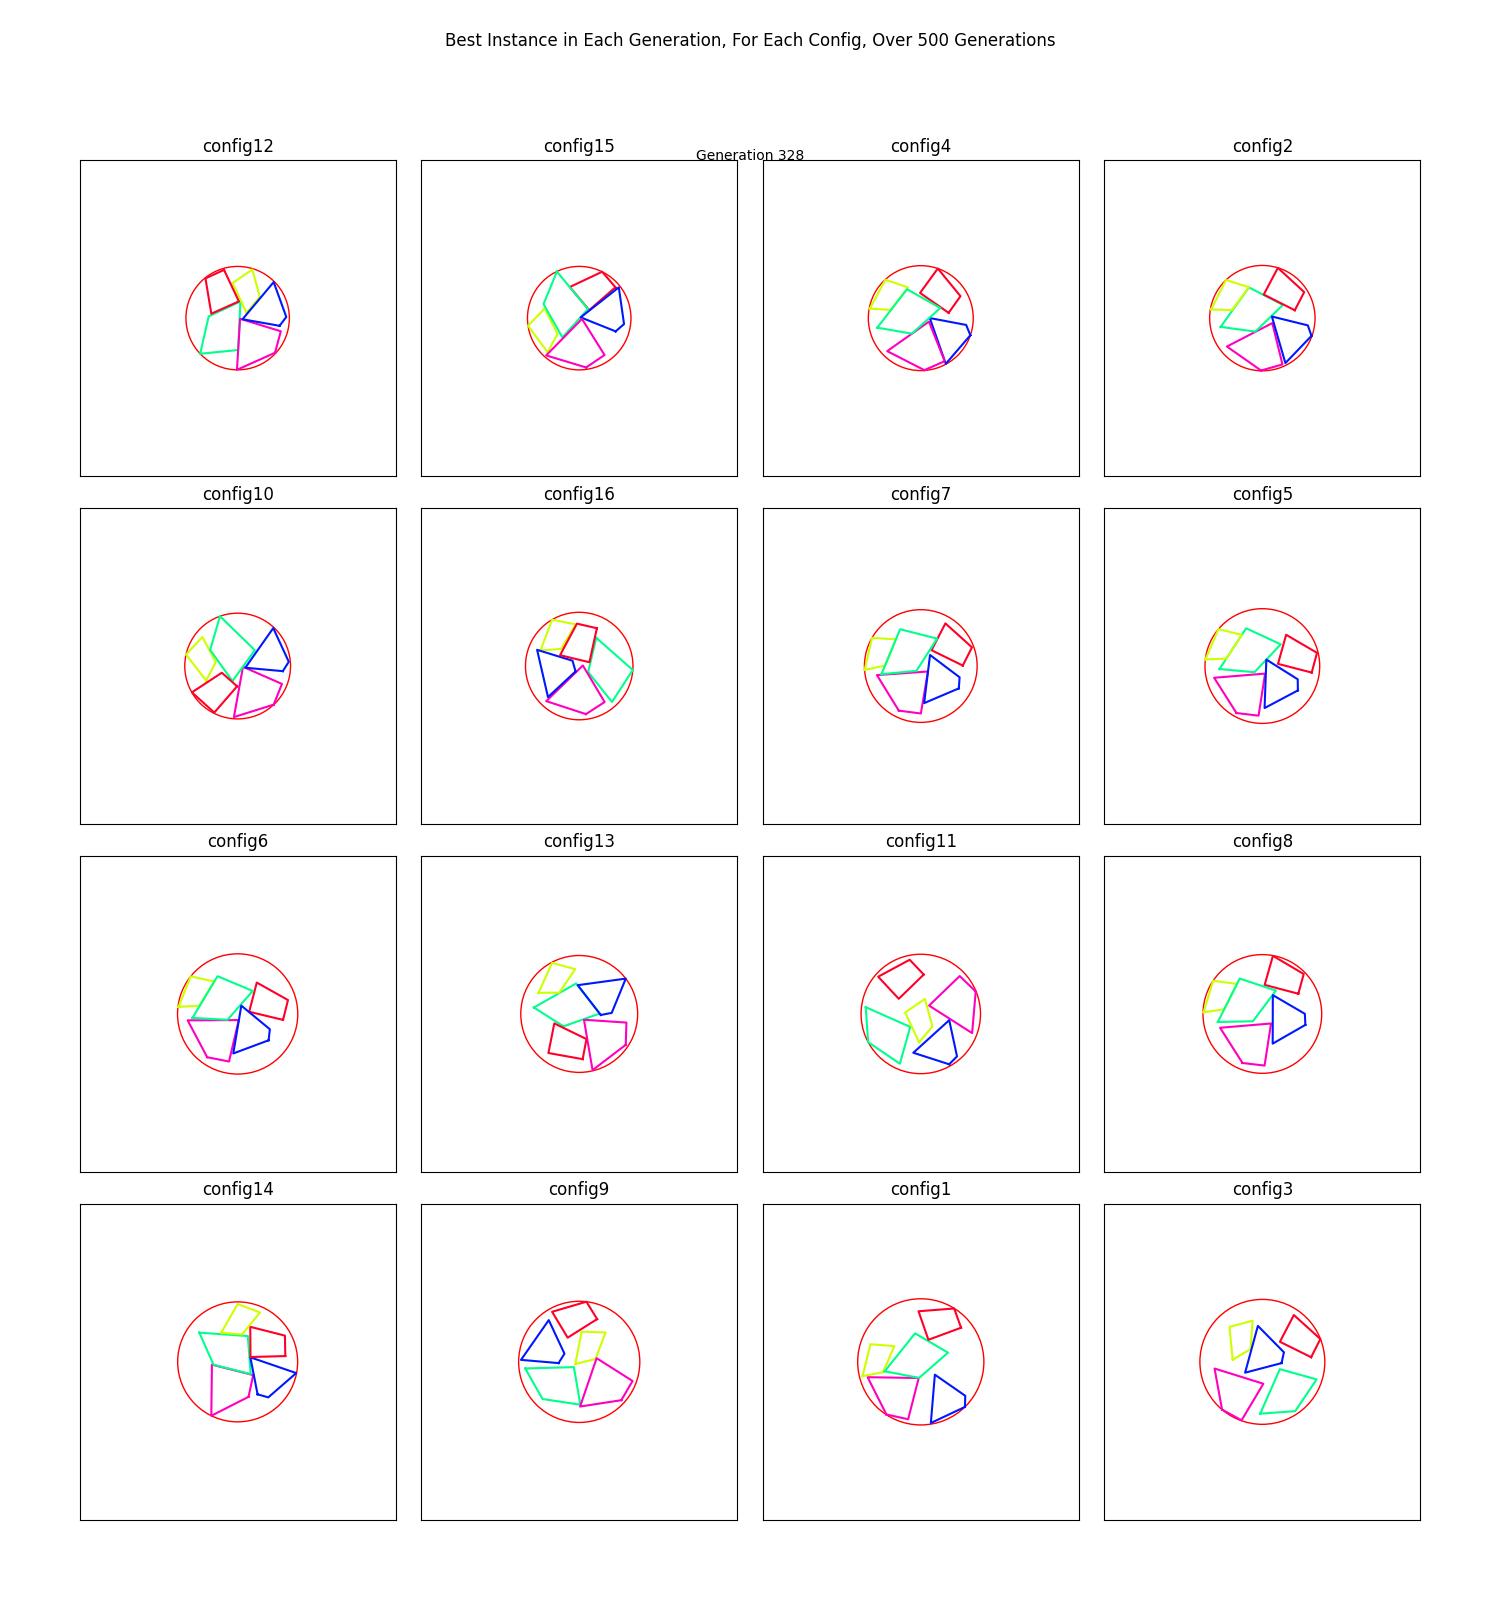 Best Instance in Each Generation, For Each Config, Over 500 Generations
Generation 328
config12
config15
config4
config2
config10
config16
config7
config5
config6
config13
config11
config8
config14
config9
config1
config3